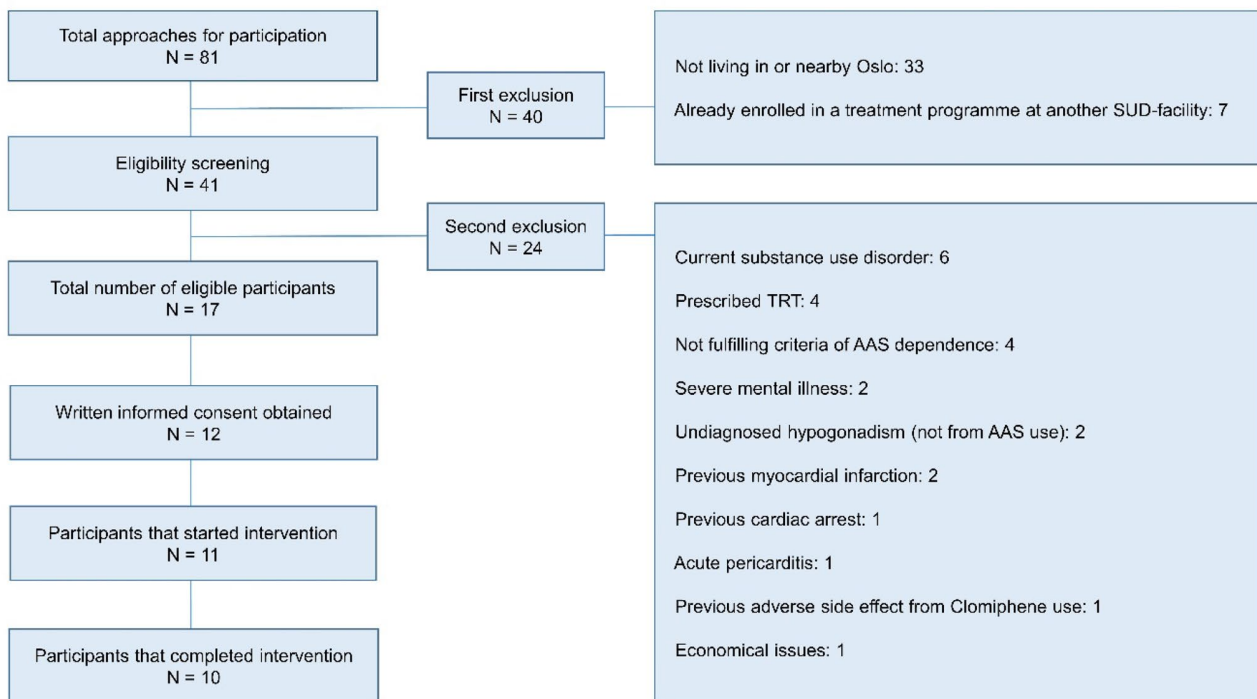 Total approaches for participation
N = 81
First exclusion
N = 40
Not living in or nearby Oslo: 33
Already enrolled in a treatment programme at another SUD-facility: 7
Eligibility screening
N = 41
Second exclusion
N = 24
Current substance use disorder: 6
Prescribed TRT: 4
Not fulfilling criteria of AAS dependence: 4
Severe mental illness: 2
Undiagnosed hypogonadism (not from AAS use): 2
Previous myocardial infarction: 2
Previous cardiac arrest: 1
Acute pericarditis: 1
Previous adverse side effect from Clomiphene use: 1
Economical issues: 1
Total number of eligible participants
N = 17
Written informed consent obtained
N = 12
Participants that started intervention
N = 11
Participants that completed intervention
N = 10